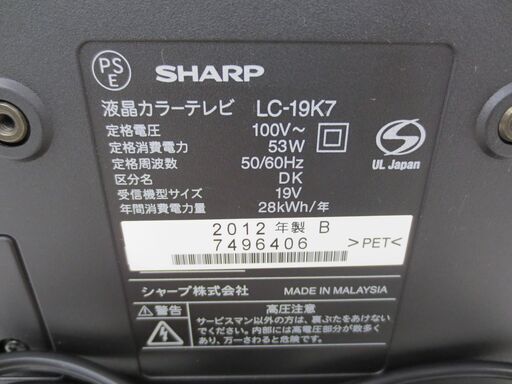 PS
E
SHARP
液晶カラーテレビ LC-19K7
定格電圧 100V～
定格消費電力 53W
定格周波数 50/60Hz
区分名 DK
受信機型サイズ 19V
年間消費電力量 28kWh/年
UL Japan
2012 年製 B
7496406
>PET<
シャープ株式会社 MADE IN MALAYSIA
警告 高圧注意
サービスマン以外の方は、裏ぶたをあけないで
ください。内部には高電圧部分が数多く
あり、万一さわると危険です。